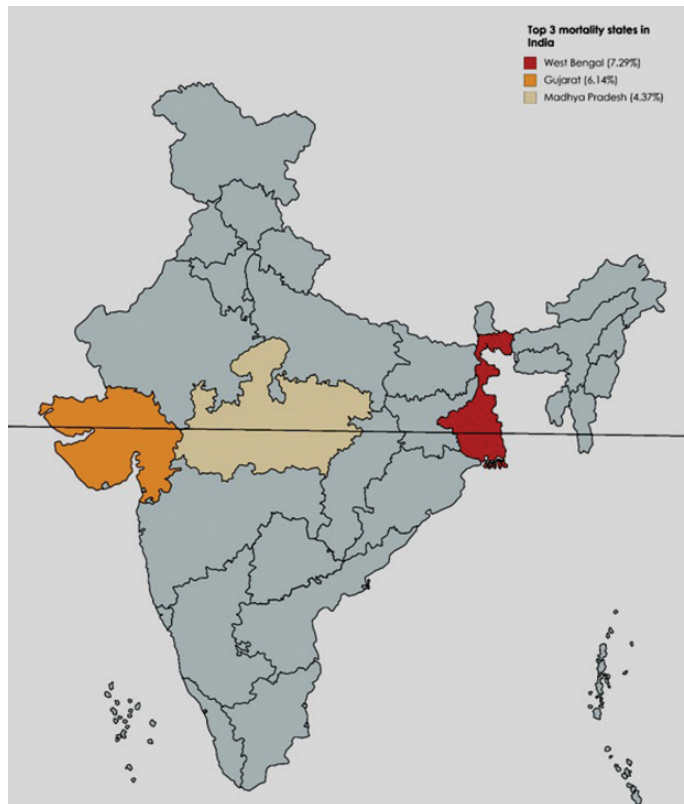 Top 3 mortality states in
India
West Bengal (7.29%)
Gujarat (6.14%)
Madhya Pradesh (4.37%)